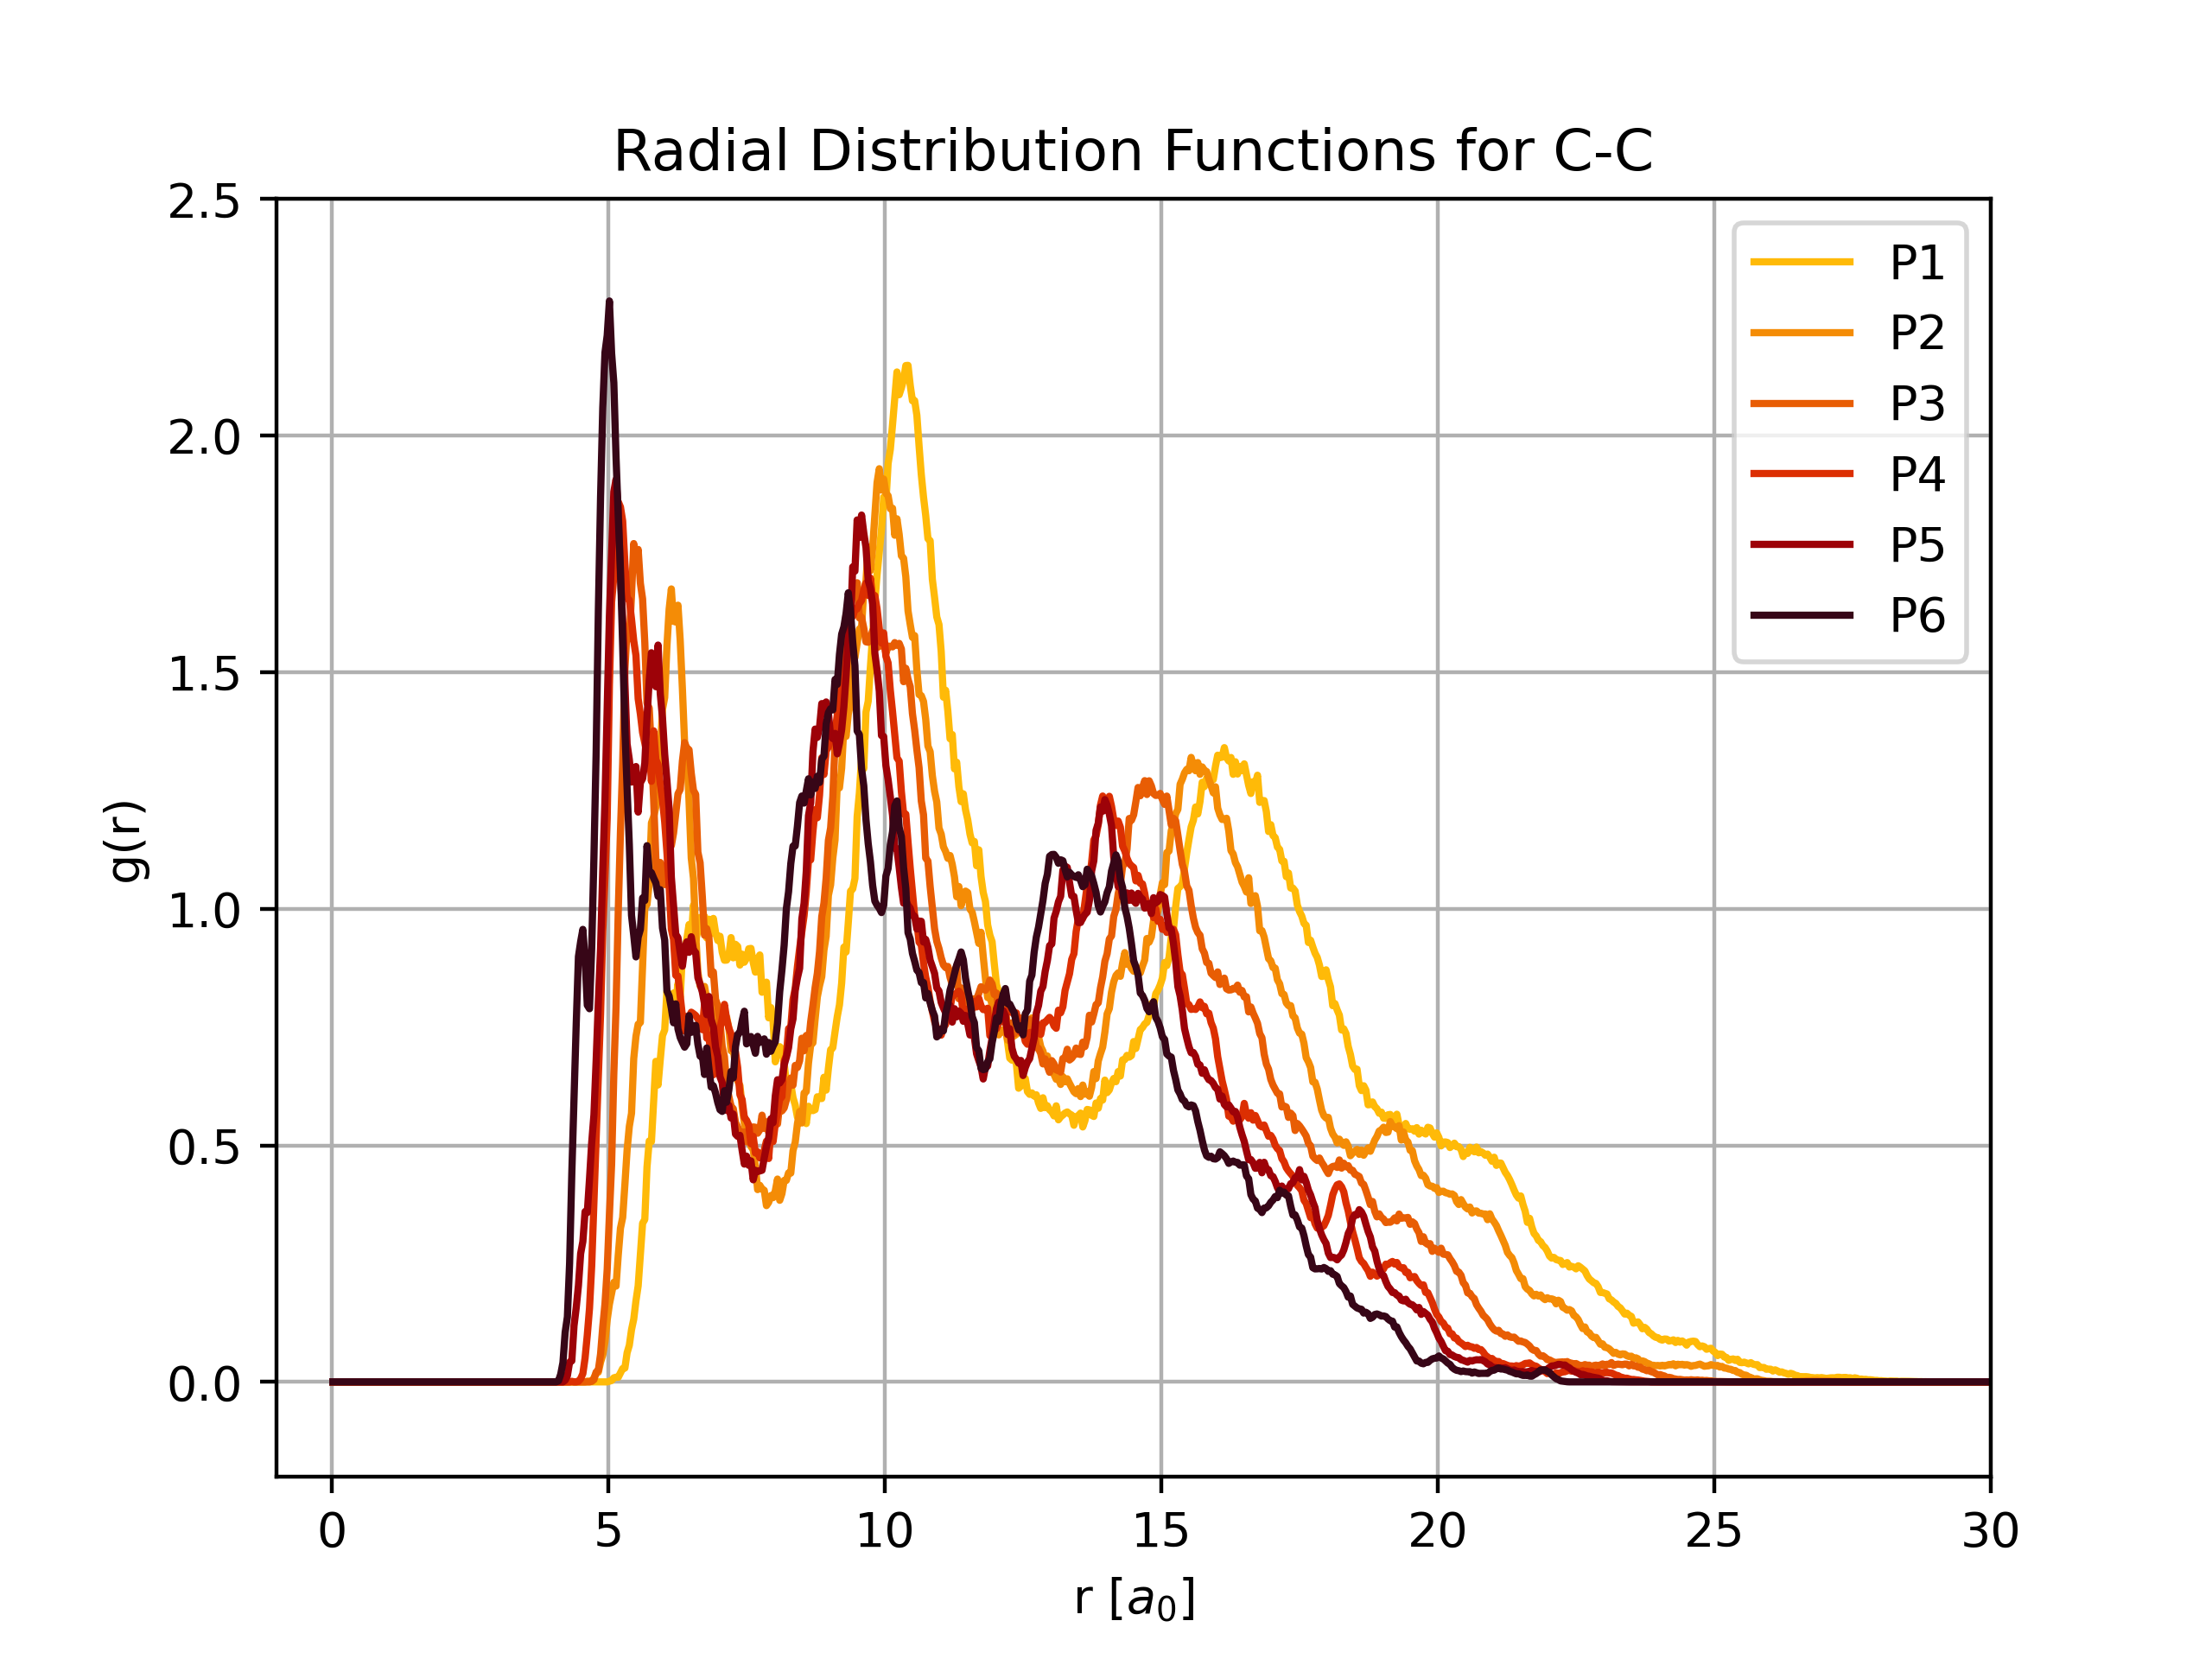 Radial Distribution Functions for C-C
2.5
2.0
1.5
1.0
0.5
0.0
g(r)
P1
P2
P3
P4
P5
P6
0 5 10 15 20 25 30
r [a₀]